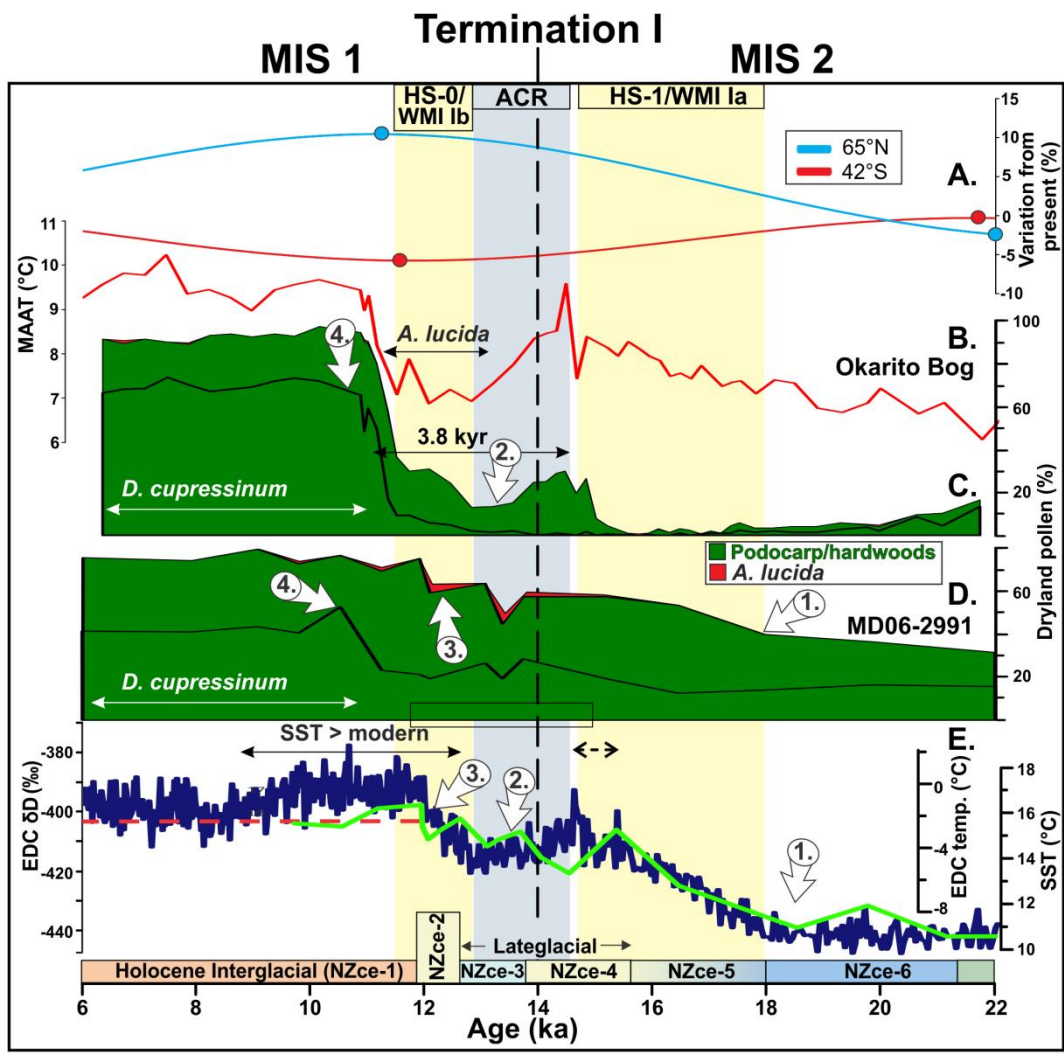 Termination I
MIS 1
MIS 2
HS-0/
WMI Ib
ACR
HS-1/WMI Ia
65°N
42°S
A.
15
10
5
0
-5
-10
Variation from
present (%)
11
10
9
8
7
6
MAAT (°C)
4.
A. lucida
B.
Okarito Bog
100
60
20
3.8 kyr
2.
C.
D. cupressinum
Dryland pollen (%)
Podocarp/hardwoods
A. lucida
4.
3.
1.
D.
MD06-2991
60
20
D. cupressinum
SST > modern
E.
-380
-400
-420
-440
EDC δD (‰)
3.
2.
1.
0
-4
-8
EDC temp. (°C)
18
16
14
12
10
SST (°C)
NZce-2
Lateglacial
Holocene Interglacial (NZce-1)
NZce-3
NZce-4
NZce-5
NZce-6
6
8
10
12
14
16
18
20
22
Age (ka)